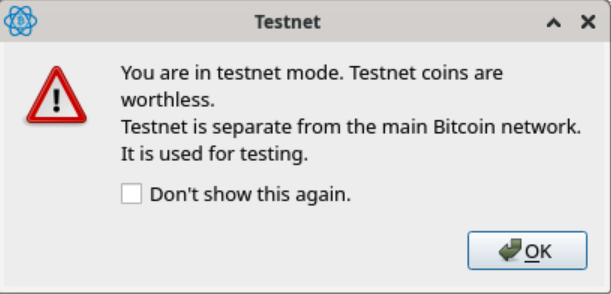 Testnet
You are in testnet mode. Testnet coins are
worthless.
Testnet is separate from the main Bitcoin network.
It is used for testing.
Don't show this again.
OK